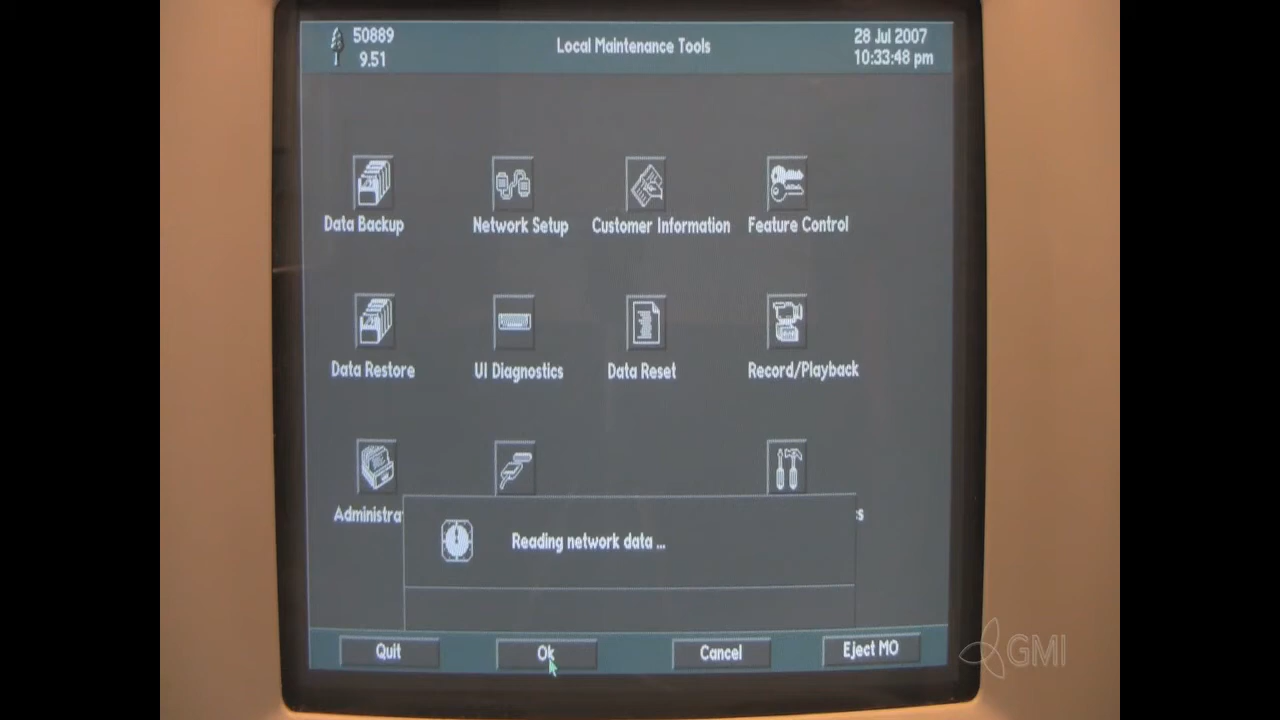 50889
9.51
Local Maintenance Tools
28 Jul 2007
10:33:48 pm
Data Backup
Network Setup
Customer Information
Feature Control
Data Restore
UI Diagnostics
Data Reset
Record/Playback
Administra
s
Reading network data ...
Quit
Ok
Cancel
Eject MO
GMI